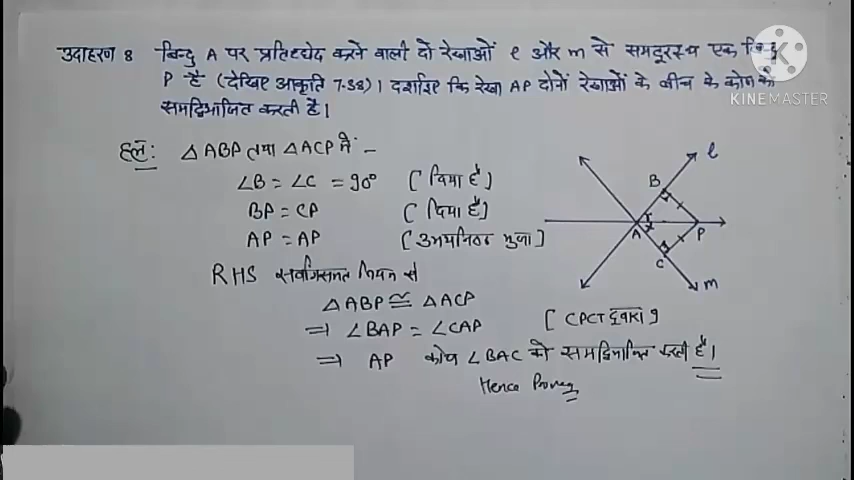 उदाहरण 8 बिन्दु A पर प्रतिच्छेद करने वाली दो रेखाओं l और m से समदूरस्थ एक बिन्दु
P है (देखिए आकृति 7.38)। दर्शाइए कि रेखा AP दोनों रेखाओं के बीच के कोण को
समद्विभाजित करती है।
हल: △ABP तथा △ACP में -
∠B = ∠C = 90° [दिया है]
BP = CP [दिया है]
AP = AP [उभयनिष्ठ भुजा]
RHS सर्वांगसमता नियम से
△ABP ≅ △ACP
⇒ ∠BAP = ∠CAP [CPCT द्वारा]
⇒ AP कोण ∠BAC को समद्विभाजित करती है।
Hence Proved
l
B
A
P
C
m
KINEMASTER